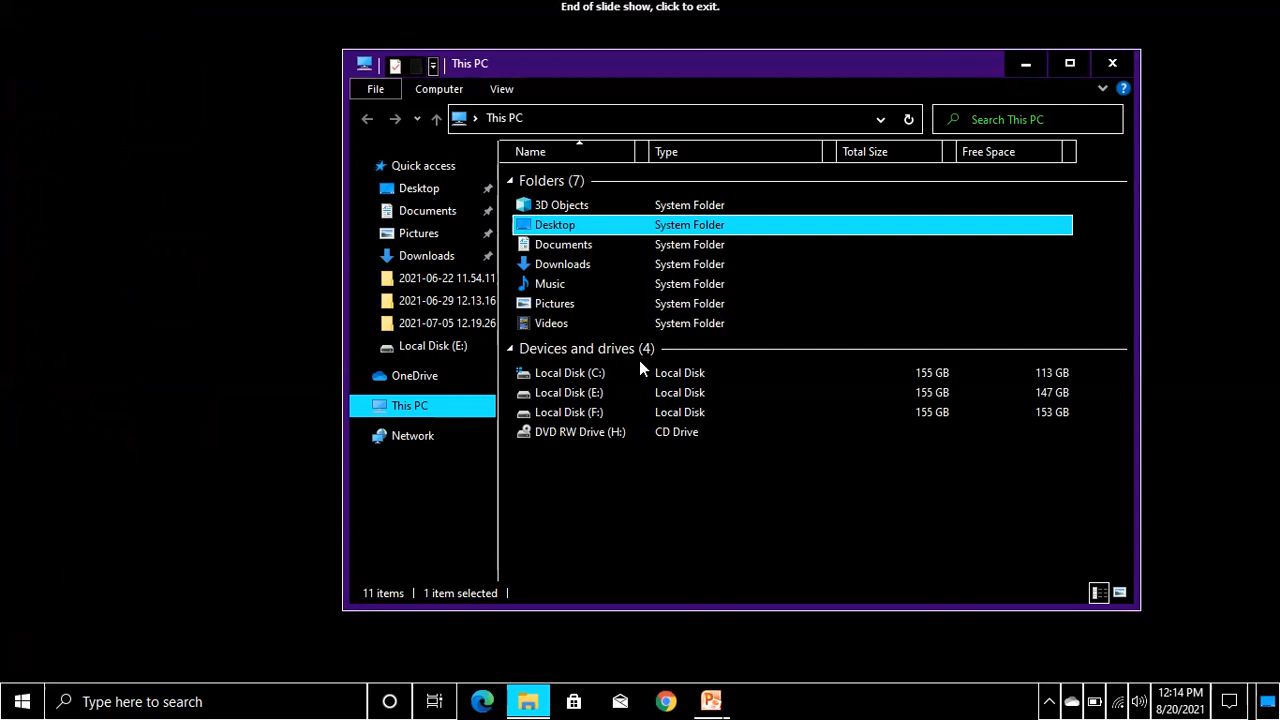 End of slide show, click to exit.
This PC
File Computer View
This PC
Search This PC
Name Type Total Size Free Space
Quick access
Desktop
Documents
Pictures
Downloads
2021-06-22 11.54.11
2021-06-29 12.13.16
2021-07-05 12.19.26
Local Disk (E:)
OneDrive
This PC
Network
Folders (7)
3D Objects System Folder
Desktop System Folder
Documents System Folder
Downloads System Folder
Music System Folder
Pictures System Folder
Videos System Folder
Devices and drives (4)
Local Disk (C:) Local Disk 155 GB 113 GB
Local Disk (E:) Local Disk 155 GB 147 GB
Local Disk (F:) Local Disk 155 GB 153 GB
DVD RW Drive (H:) CD Drive
11 items 1 item selected
Type here to search
12:14 PM
8/20/2021